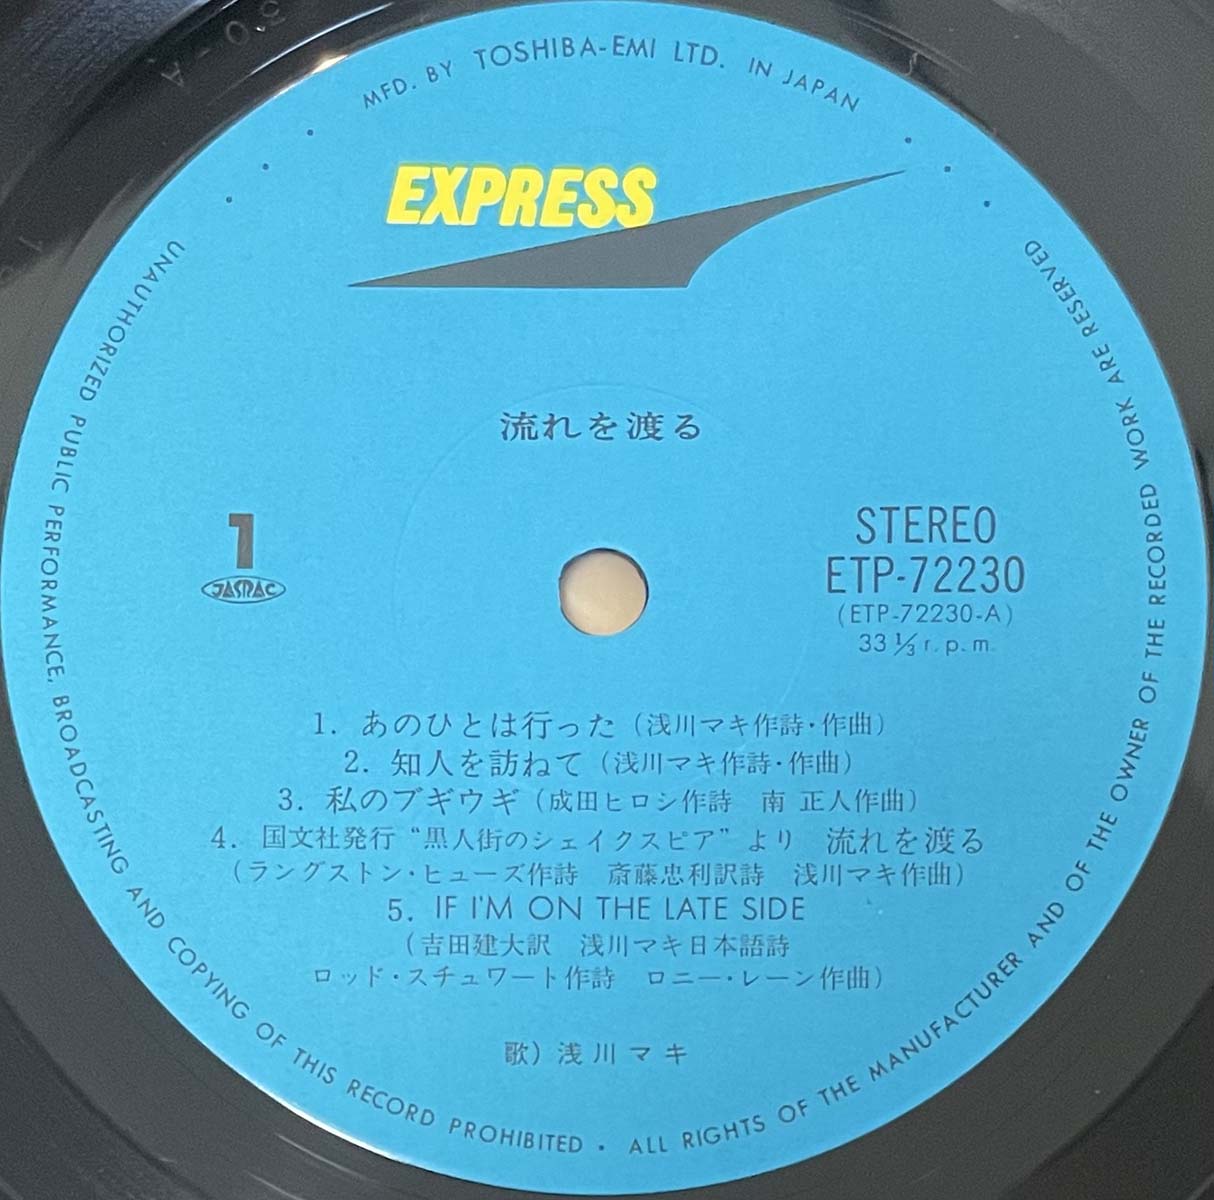 MFD. BY TOSHIBA-EMI LTD. IN JAPAN
EXPRESS
流れを渡る
1
JASRAC
STEREO
ETP-72230
(ETP-72230-A)
33 1/3 r.p.m.
1. あのひとは行った (浅川マキ作詩・作曲)
2. 知人を訪ねて (浅川マキ作詩・作曲)
3. 私のブギウギ (成田ヒロシ作詩 南 正人作曲)
4. 国文社発行 “黒人街のシェイクスピア” より 流れを渡る
(ラングストン・ヒューズ作詩 斎藤忠利訳詩 浅川マキ作曲)
5. IF I'M ON THE LATE SIDE
(吉田建大訳 浅川マキ日本語詩
ロッド・スチュワート作詩 ロニー・レーン作曲)
歌) 浅川マキ
UNAUTHORIZED PUBLIC PERFORMANCE, BROADCASTING AND COPYING OF THIS RECORD PROHIBITED • ALL RIGHTS OF THE MANUFACTURER AND OF THE OWNER OF THE RECORDED WORK ARE RESERVED